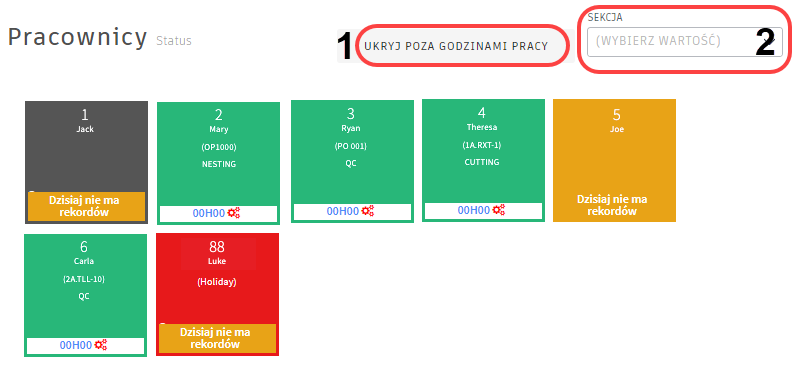 Pracownicy Status
1
UKRYJ POZA GODZINAMI PRACY
SEKCJA
(WYBIERZ WARTOŚĆ)
2
1
Jack
Dzisiaj nie ma
rekordów
2
Mary
(OP1000)
NESTING
00H00
3
Ryan
(PO 001)
QC
00H00
4
Theresa
(1A.RXT-1)
CUTTING
00H00
5
Joe
Dzisiaj nie ma
rekordów
6
Carla
(2A.TLL-10)
QC
00H00
88
Luke
(Holiday)
Dzisiaj nie ma
rekordów